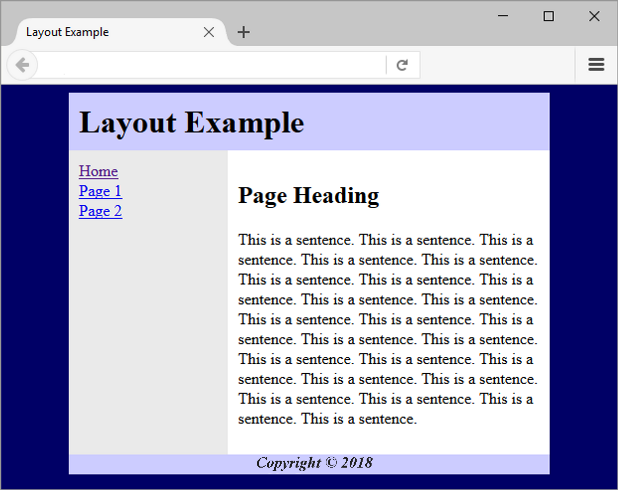 Layout Example
Layout Example
Home
Page 1
Page 2
Page Heading
This is a sentence. This is a sentence. This is a
sentence. This is a sentence. This is a sentence.
This is a sentence. This is a sentence. This is a
sentence. This is a sentence. This is a sentence.
This is a sentence. This is a sentence. This is a
sentence. This is a sentence. This is a sentence.
This is a sentence. This is a sentence. This is a
sentence. This is a sentence. This is a sentence.
This is a sentence. This is a sentence. This is a
sentence. This is a sentence.
Copyright © 2018